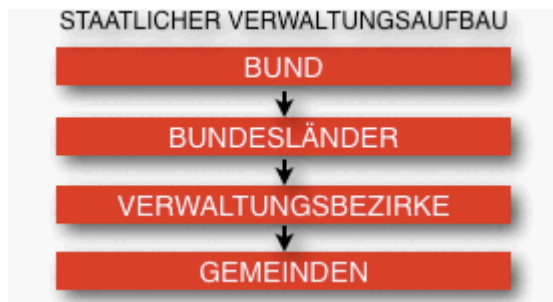 STAATLICHER VERWALTUNGSAUFBAU
BUND
BUNDESLÄNDER
VERWALTUNGSBEZIRKE
GEMEINDEN